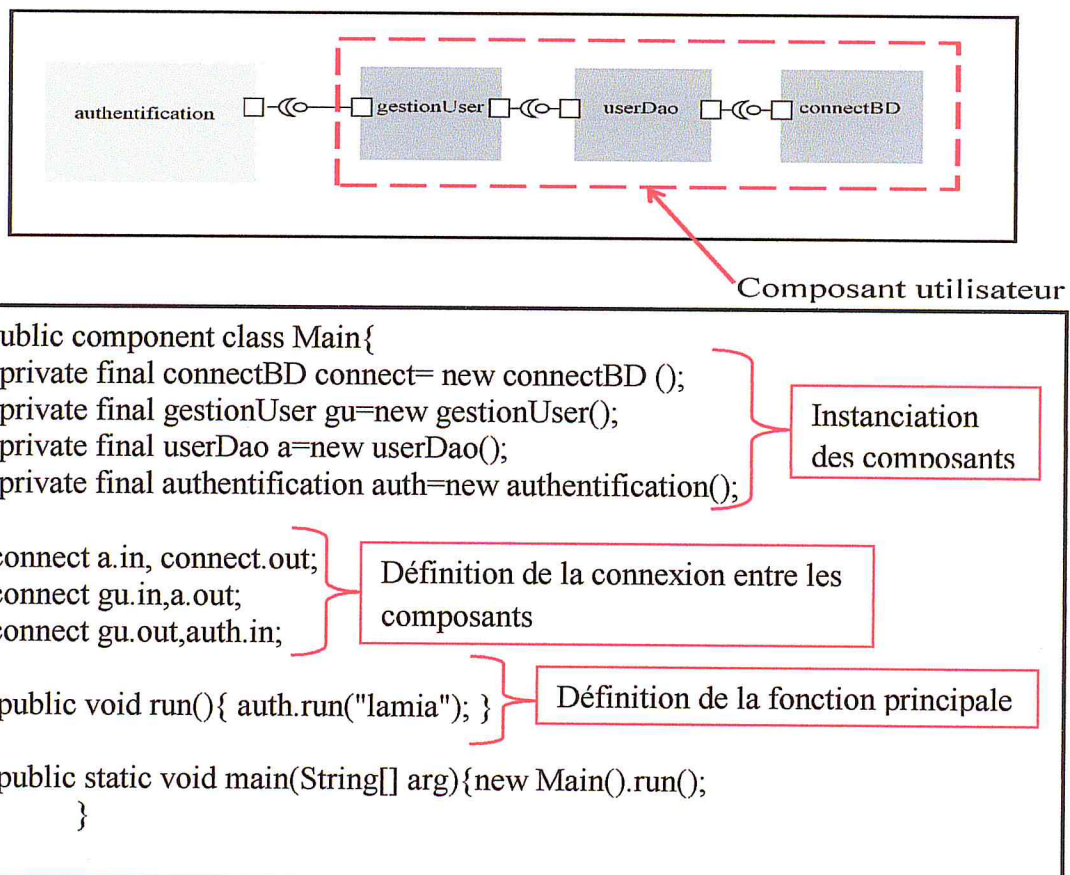 authentification
gestionUser
userDao
connectBD
Composant utilisateur
ublic component class Main{
private final connectBD connect= new connectBD ();
private final gestionUser gu=new gestionUser();
private final userDao a=new userDao();
private final authentification auth=new authentification();
Instanciation
des composants
connect a.in, connect.out;
connect gu.in,a.out;
connect gu.out,auth.in;
Définition de la connexion entre les
composants
public void run(){ auth.run("lamia"); }
Définition de la fonction principale
public static void main(String[] arg){new Main().run();
}